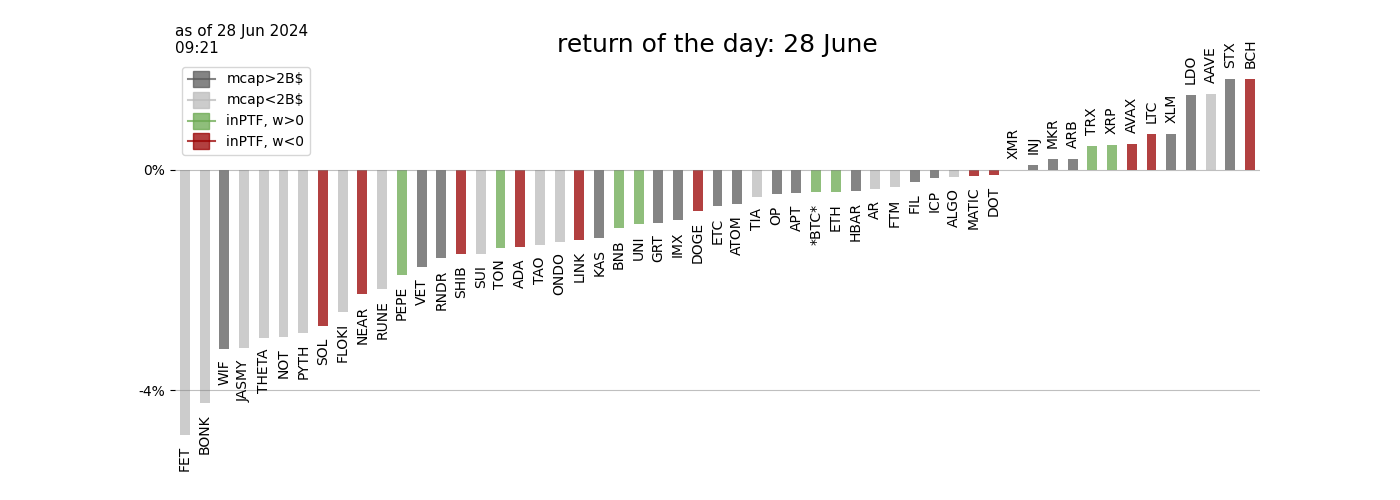 as of 28 Jun 2024
09:21
return of the day: 28 June
mcap>2B$
mcap<2B$
inPTF, w>0
inPTF, w<0
0%
-4%
FET
BONK
WIF
JASMY
THETA
NOT
PYTH
SOL
FLOKI
NEAR
RUNE
PEPE
VET
RNDR
SHIB
SUI
TON
ADA
TAO
ONDO
LINK
KAS
BNB
UNI
GRT
IMX
DOGE
ETC
ATOM
TIA
OP
APT
*BTC*
ETH
HBAR
AR
FTM
FIL
ICP
ALGO
MATIC
DOT
XMR
INJ
MKR
ARB
TRX
XRP
AVAX
LTC
XLM
LDO
AAVE
STX
BCH